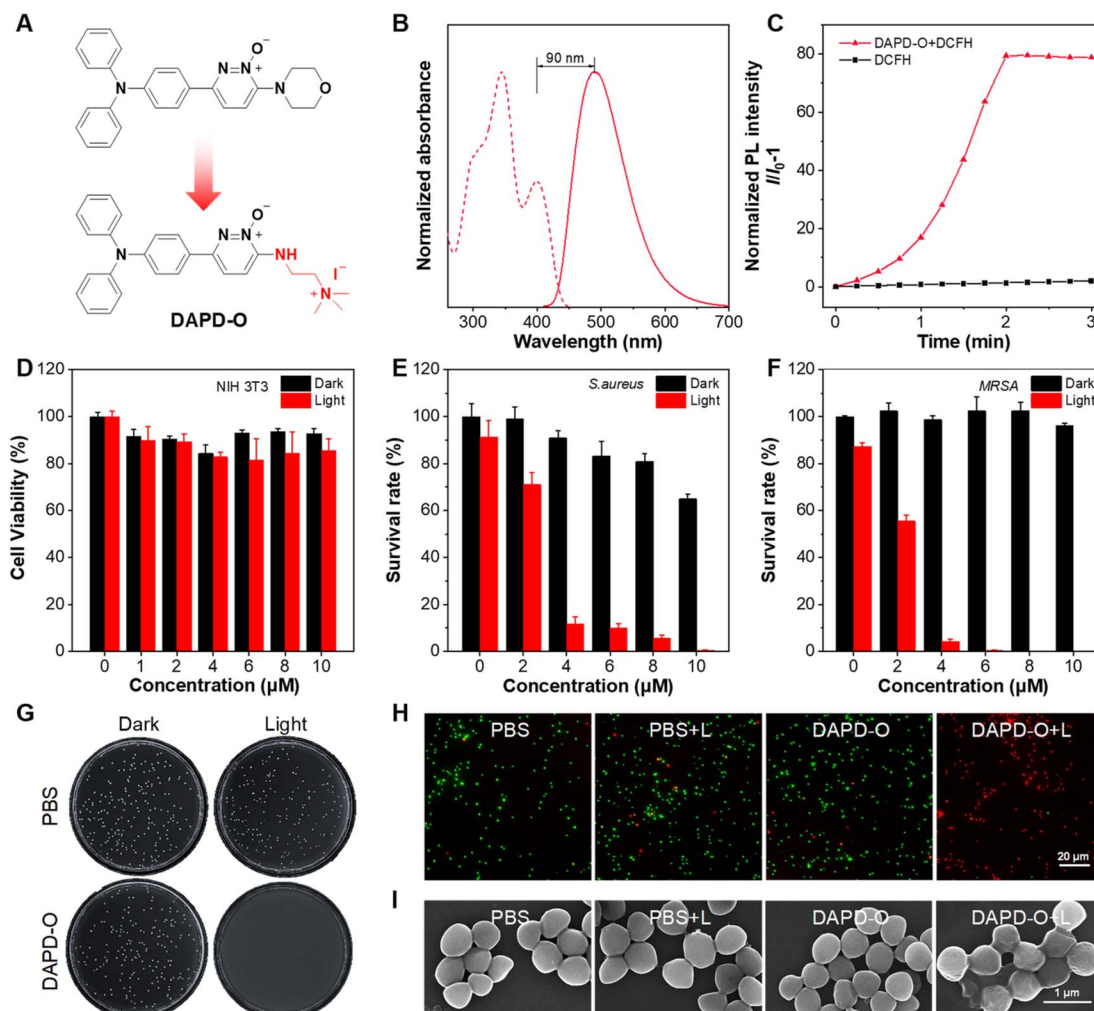 A
O⁻
N-N
+
N
N
O
O⁻
N-N
+
N
NH
I⁻
N
+
DAPD-O
B
90 nm
Normalized absorbance
300 400 500 600 700
Wavelength (nm)
C
DAPD-O+DCFH
DCFH
Normalized PL intensity
I/I₀-1
80
60
40
20
0
0 1 2 3
Time (min)
D
NIH 3T3
Dark
Light
Cell Viability (%)
120
100
80
60
40
20
0
0 1 2 4 6 8 10
Concentration (μM)
E
S.aureus
Dark
Light
Survival rate (%)
120
100
80
60
40
20
0
0 2 4 6 8 10
Concentration (μM)
F
MRSA
Dark
Light
Survival rate (%)
120
100
80
60
40
20
0
0 2 4 6 8 10
Concentration (μM)
G
Dark Light
PBS
DAPD-O
H
PBS PBS+L DAPD-O DAPD-O+L
20 μm
I
PBS PBS+L DAPD-O DAPD-O+L
1 μm